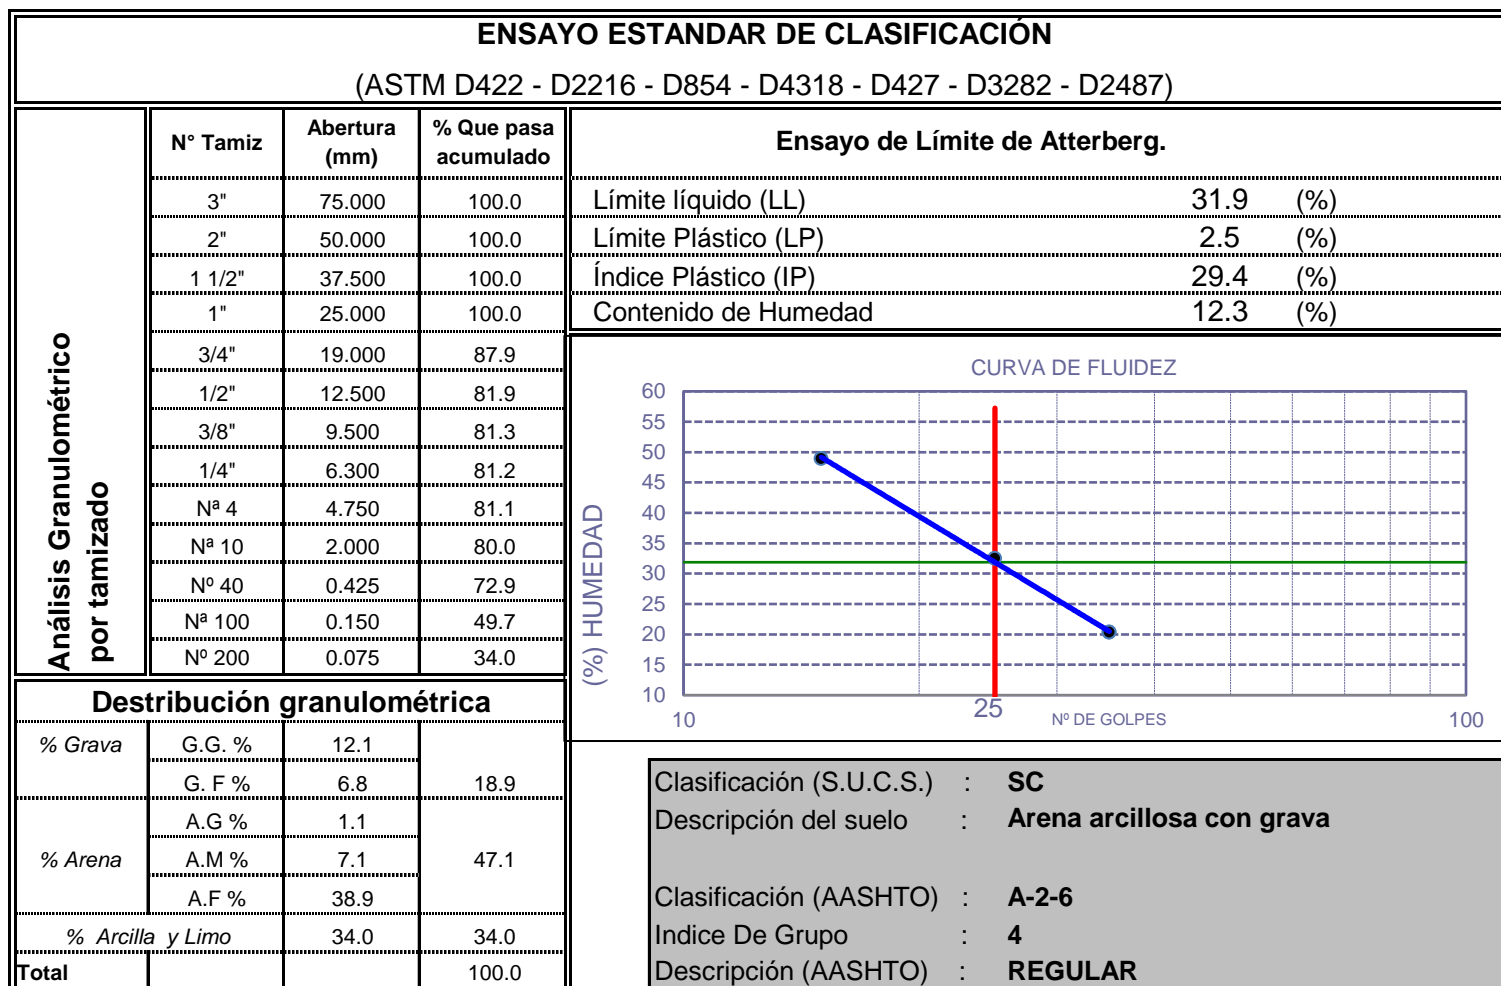 ENSAYO ESTANDAR DE CLASIFICACIÓN
(ASTM D422 - D2216 - D854 - D4318 - D427 - D3282 - D2487)
Análisis Granulométrico
por tamizado
N° Tamiz Abertura (mm) % Que pasa acumulado
3" 75.000 100.0
2" 50.000 100.0
1 1/2" 37.500 100.0
1" 25.000 100.0
3/4" 19.000 87.9
1/2" 12.500 81.9
3/8" 9.500 81.3
1/4" 6.300 81.2
Nª 4 4.750 81.1
Nª 10 2.000 80.0
Nº 40 0.425 72.9
Nª 100 0.150 49.7
Nº 200 0.075 34.0
Destribución granulométrica
% Grava G.G. % 12.1
G. F % 6.8 18.9
A.G % 1.1
% Arena A.M % 7.1 47.1
A.F % 38.9
% Arcilla y Limo 34.0 34.0
Total 100.0
Ensayo de Límite de Atterberg.
Límite líquido (LL) 31.9 (%)
Límite Plástico (LP) 2.5 (%)
Índice Plástico (IP) 29.4 (%)
Contenido de Humedad 12.3 (%)
CURVA DE FLUIDEZ
(%) HUMEDAD
60
55
50
45
40
35
30
25
20
15
10
10 25 Nº DE GOLPES 100
Clasificación (S.U.C.S.) : SC
Descripción del suelo : Arena arcillosa con grava
Clasificación (AASHTO) : A-2-6
Indice De Grupo : 4
Descripción (AASHTO) : REGULAR